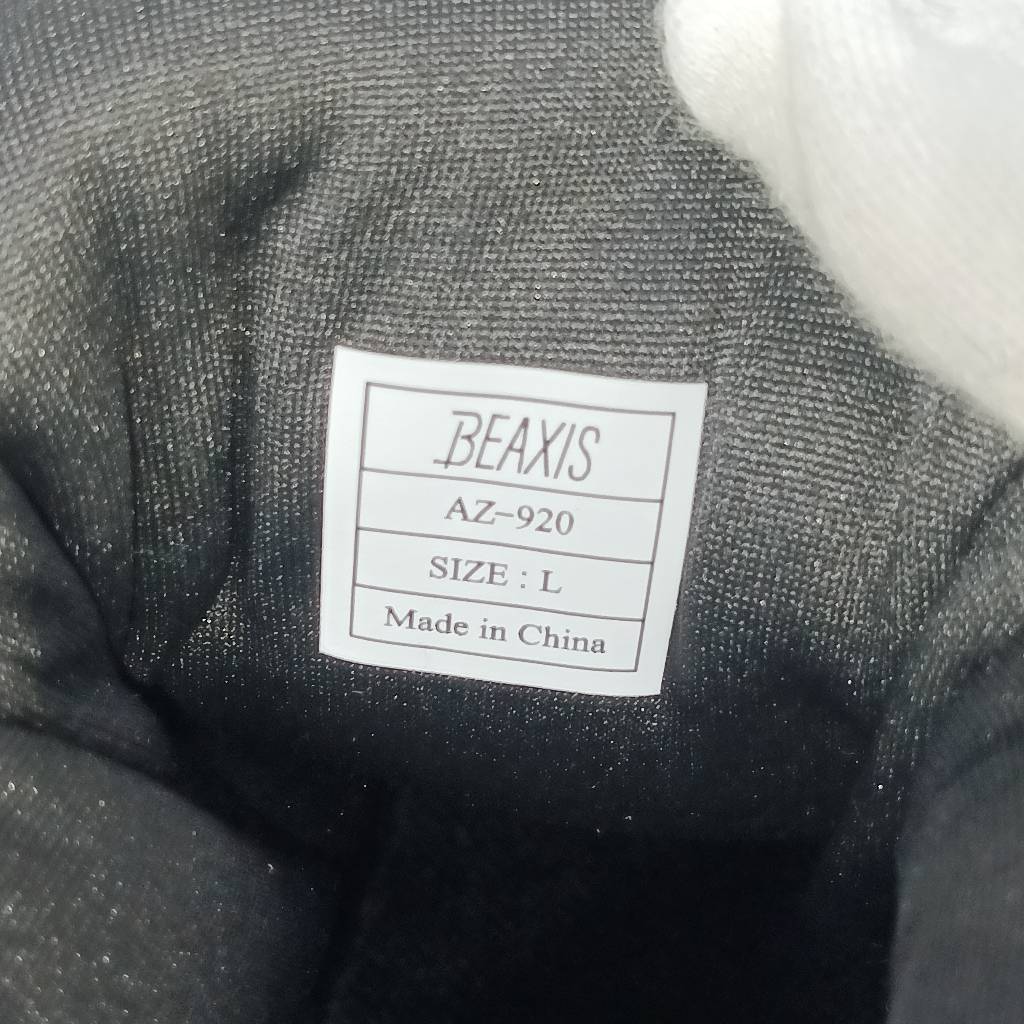 BEAXIS
AZ-920
SIZE : L
Made in China